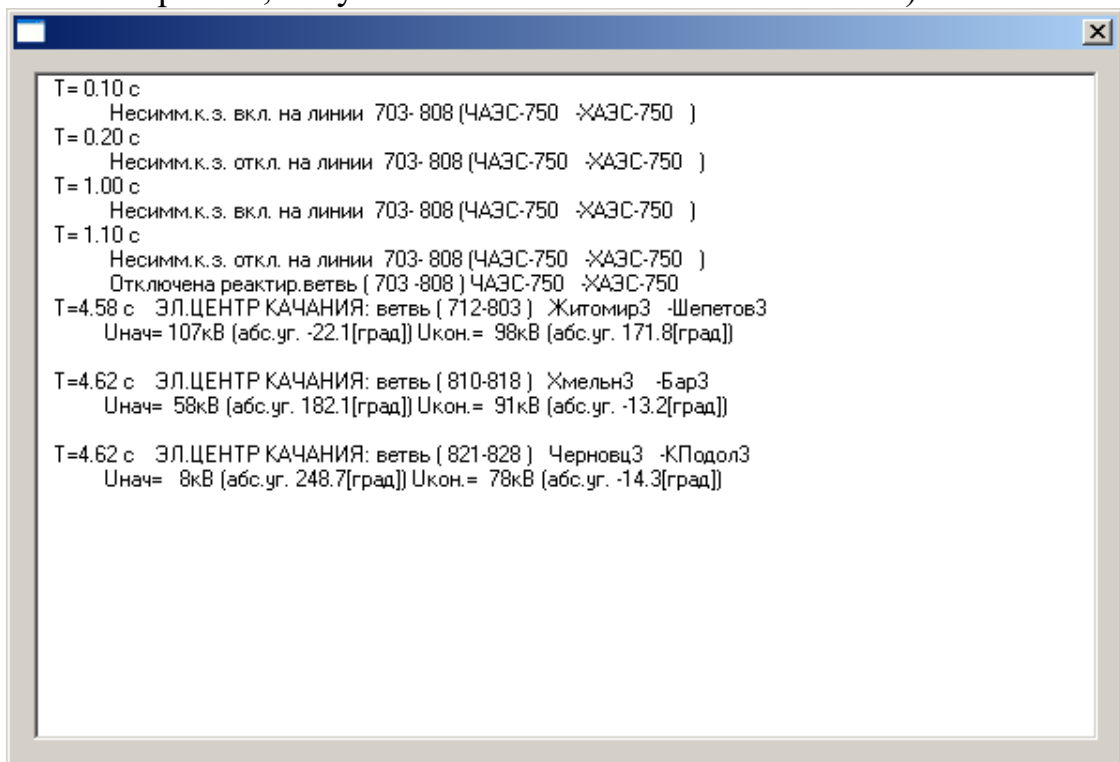 T= 0.10 c
Несимм.к.з. вкл. на линии 703- 808 (ЧАЭС-750 -ХАЭС-750 )
T= 0.20 c
Несимм.к.з. откл. на линии 703- 808 (ЧАЭС-750 -ХАЭС-750 )
T= 1.00 c
Несимм.к.з. вкл. на линии 703- 808 (ЧАЭС-750 -ХАЭС-750 )
T= 1.10 c
Несимм.к.з. откл. на линии 703- 808 (ЧАЭС-750 -ХАЭС-750 )
Отключена реактир.ветвь ( 703 -808 ) ЧАЭС-750 -ХАЭС-750
T=4.58 c ЭЛ.ЦЕНТР КАЧАНИЯ: ветвь ( 712-803 ) Житомир3 -Шепетов3
Uнач= 107кВ (абс.уг. -22.1[град]) Uкон.= 98кВ (абс.уг. 171.8[град])
T=4.62 c ЭЛ.ЦЕНТР КАЧАНИЯ: ветвь ( 810-818 ) Хмельн3 -Бар3
Uнач= 58кВ (абс.уг. 182.1[град]) Uкон.= 91кВ (абс.уг. -13.2[град])
T=4.62 c ЭЛ.ЦЕНТР КАЧАНИЯ: ветвь ( 821-828 ) Черновц3 -КПодол3
Uнач= 8кВ (абс.уг. 248.7[град]) Uкон.= 78кВ (абс.уг. -14.3[град])